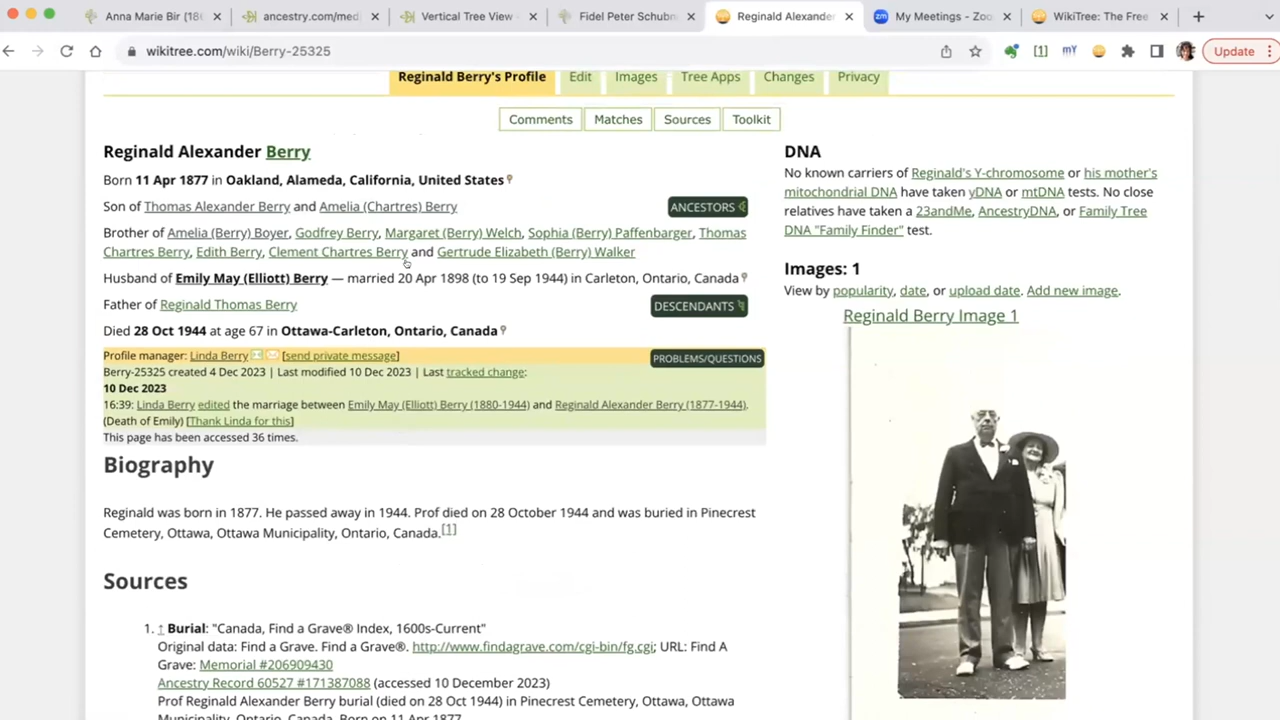 Anna Marie Bir (18
ancestry.com/med
Vertical Tree View -
Fidel Peter Schubm
Reginald Alexander
My Meetings - Zoo
WikiTree: The Free
wikitree.com/wiki/Berry-25325
Update
Reginald Berry's Profile
Edit
Images
Tree Apps
Changes
Privacy
Comments
Matches
Sources
Toolkit
Reginald Alexander Berry
Born 11 Apr 1877 in Oakland, Alameda, California, United States
Son of Thomas Alexander Berry and Amelia (Chartres) Berry
ANCESTORS
Brother of Amelia (Berry) Boyer, Godfrey Berry, Margaret (Berry) Welch, Sophia (Berry) Paffenbarger, Thomas
Chartres Berry, Edith Berry, Clement Chartres Berry and Gertrude Elizabeth (Berry) Walker
Husband of Emily May (Elliott) Berry — married 20 Apr 1898 (to 19 Sep 1944) in Carleton, Ontario, Canada
Father of Reginald Thomas Berry
DESCENDANTS
Died 28 Oct 1944 at age 67 in Ottawa-Carleton, Ontario, Canada
Profile manager: Linda Berry [send private message]
PROBLEMS/QUESTIONS
Berry-25325 created 4 Dec 2023 | Last modified 10 Dec 2023 | Last tracked change:
10 Dec 2023
16:39: Linda Berry edited the marriage between Emily May (Elliott) Berry (1880-1944) and Reginald Alexander Berry (1877-1944).
(Death of Emily) [Thank Linda for this]
This page has been accessed 36 times.
Biography
Reginald was born in 1877. He passed away in 1944. Prof died on 28 October 1944 and was buried in Pinecrest
Cemetery, Ottawa, Ottawa Municipality, Ontario, Canada.[1]
Sources
1. ↑ Burial: "Canada, Find a Grave® Index, 1600s-Current"
Original data: Find a Grave. Find a Grave®. http://www.findagrave.com/cgi-bin/fg.cgi; URL: Find A
Grave: Memorial #206909430
Ancestry Record 60527 #171387088 (accessed 10 December 2023)
Prof Reginald Alexander Berry burial (died on 28 Oct 1944) in Pinecrest Cemetery, Ottawa, Ottawa
Municipality, Ontario, Canada. Born on 11 Apr 1877
DNA
No known carriers of Reginald's Y-chromosome or his mother's
mitochondrial DNA have taken yDNA or mtDNA tests. No close
relatives have taken a 23andMe, AncestryDNA, or Family Tree
DNA "Family Finder" test.
Images: 1
View by popularity, date, or upload date. Add new image.
Reginald Berry Image 1